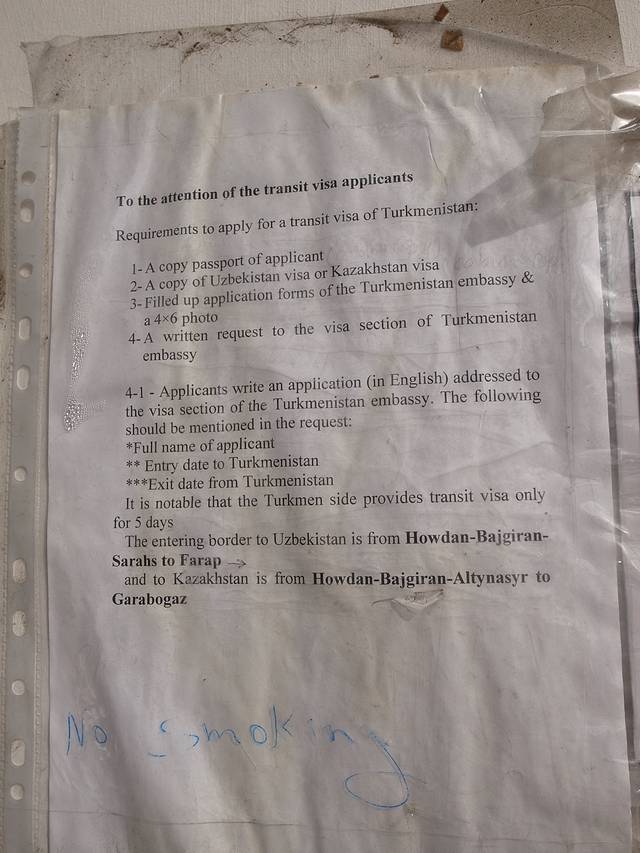 To the attention of the transit visa applicants
Requirements to apply for a transit visa of Turkmenistan:
1- A copy passport of applicant
2- A copy of Uzbekistan visa or Kazakhstan visa
3- Filled up application forms of the Turkmenistan embassy &
a 4×6 photo
4- A written request to the visa section of Turkmenistan
embassy
4-1 - Applicants write an application (in English) addressed to
the visa section of the Turkmenistan embassy. The following
should be mentioned in the request:
*Full name of applicant
** Entry date to Turkmenistan
***Exit date from Turkmenistan
It is notable that the Turkmen side provides transit visa only
for 5 days
The entering border to Uzbekistan is from Howdan-Bajgiran-
Sarahs to Farap →
and to Kazakhstan is from Howdan-Bajgiran-Altynasyr to
Garabogaz
No smoking